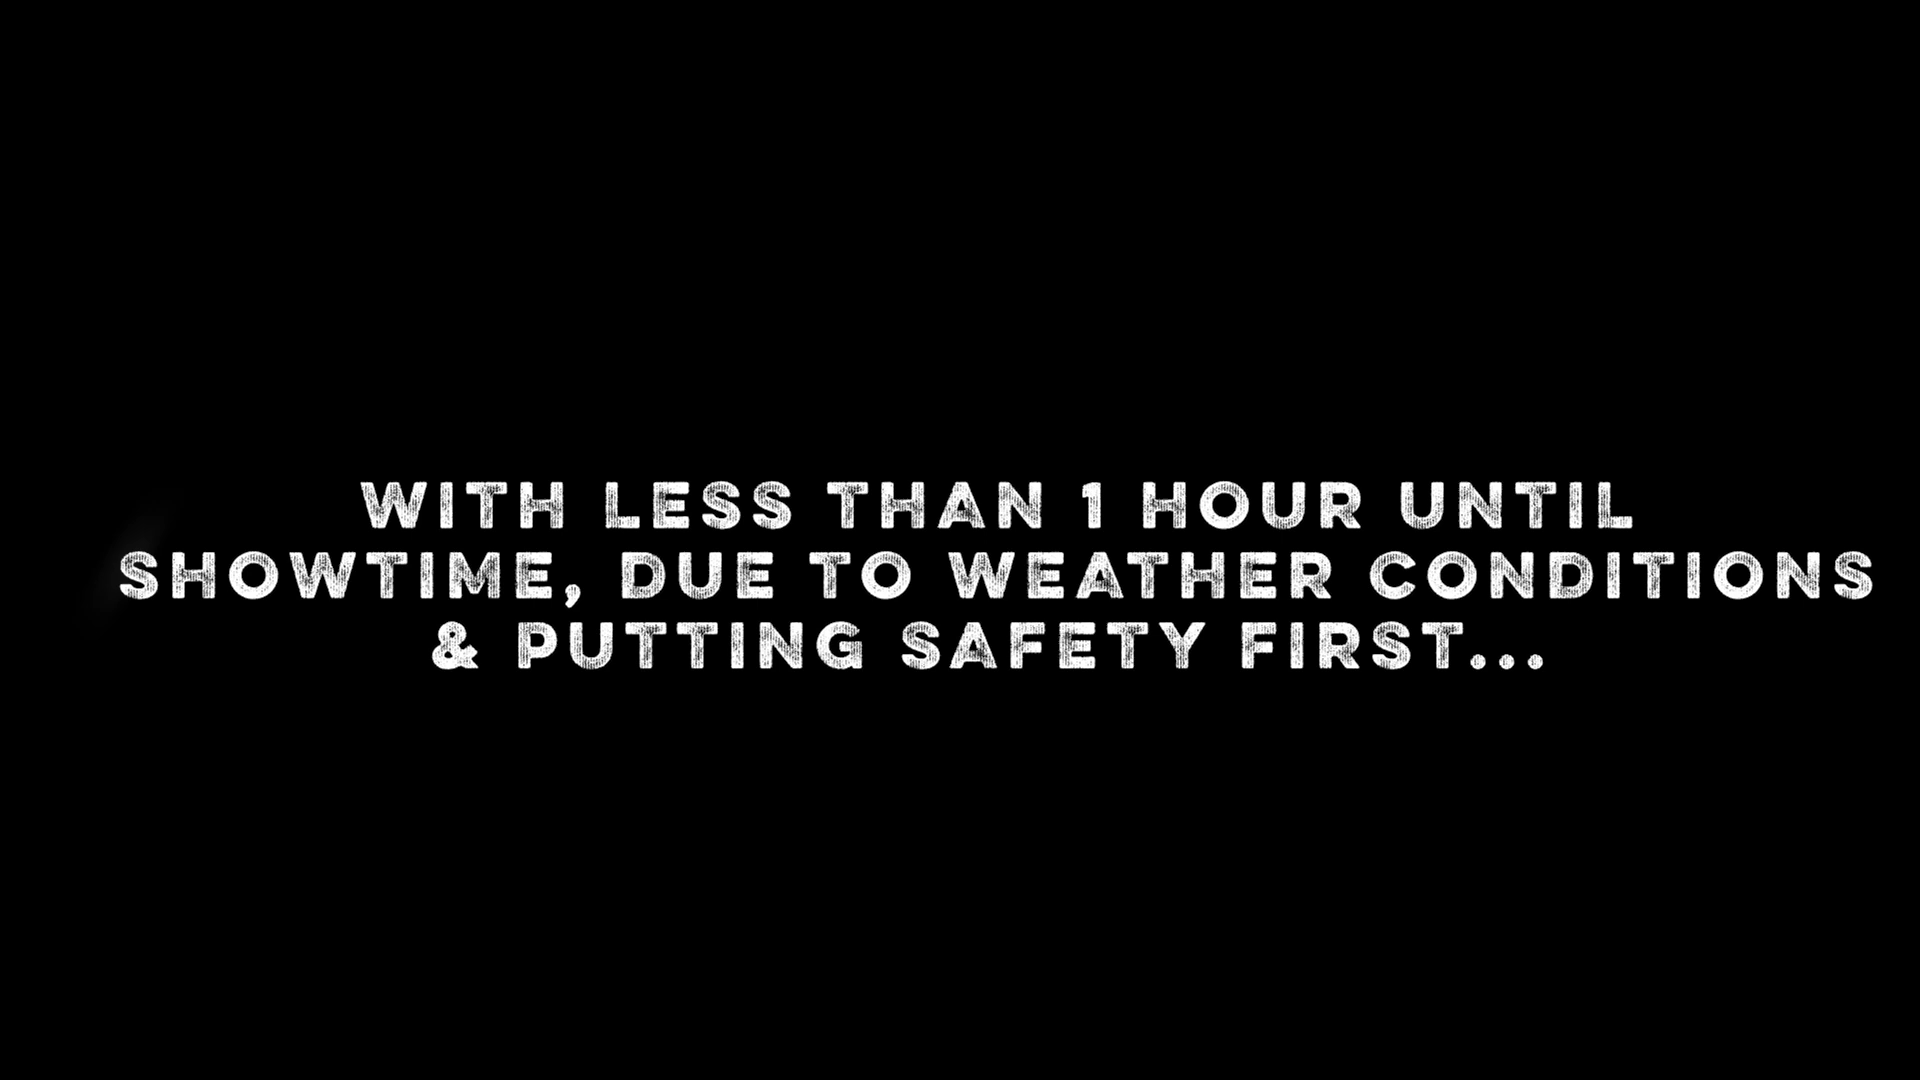 WITH LESS THAN 1 HOUR UNTIL
SHOWTIME, DUE TO WEATHER CONDITIONS
& PUTTING SAFETY FIRST...